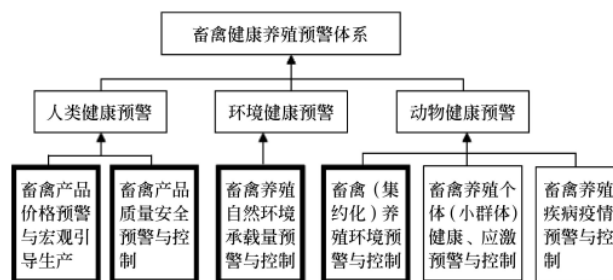 畜禽健康养殖预警体系
人类健康预警
环境健康预警
动物健康预警
畜禽产品
价格预警
与宏观引
导生产
畜禽产品
质量安全
预警与控
制
畜禽养殖
自然环境
承载量预
警与控制
畜禽（集
约化）养
殖环境预
警与控制
畜禽养殖个
体（小群体）
健康、应激
预警与控制
畜禽养殖
疾病疫情
预警与控
制